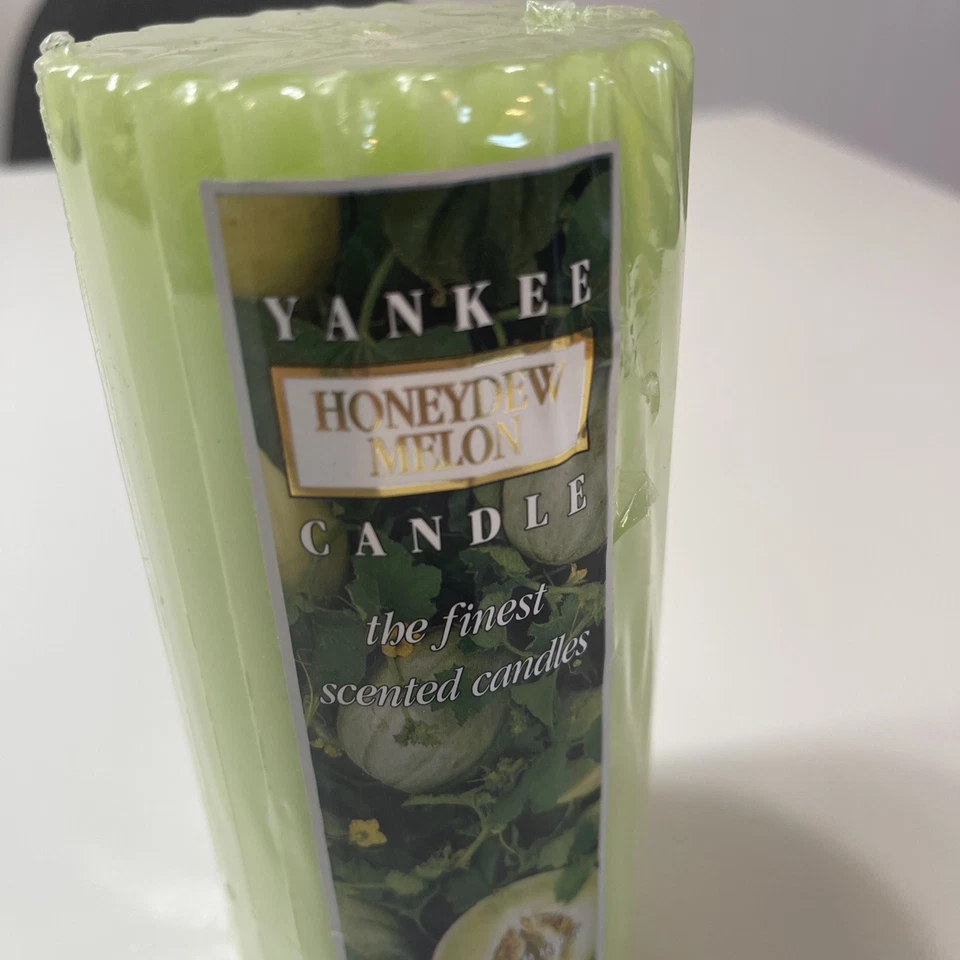 YANKEE
HONEYDEW
MELON
CANDLE
the finest
scented candles